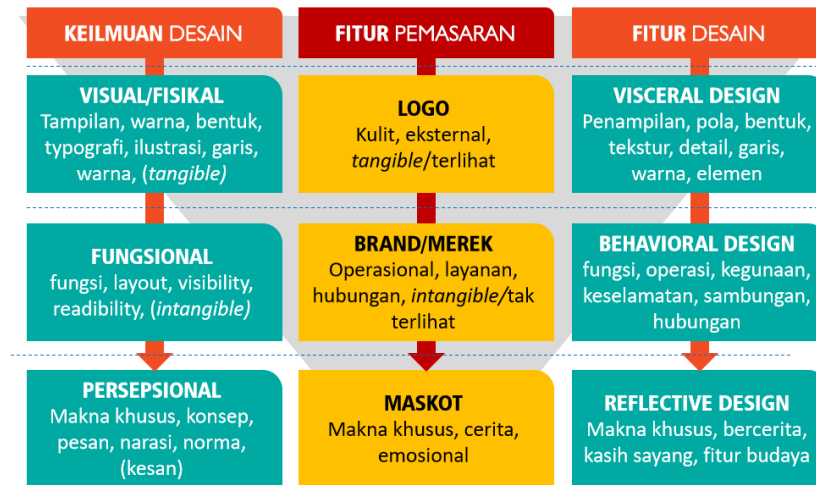 KEILMUAN DESAIN
VISUAL/FISIKAL
Tampilan, warna, bentuk,
typografi, ilustrasi, garis,
warna, (tangible)
FUNGSIONAL
fungsi, layout, visibility,
readibility, (intangible)
PERSEPSIONAL
Makna khusus, konsep,
pesan, narasi, norma,
(kesan)
FITUR PEMASARAN
LOGO
Kulit, eksternal,
tangible/terlihat
BRAND/MEREK
Operasional, layanan,
hubungan, intangible/tak
terlihat
MASKOT
Makna khusus, cerita,
emosional
FITUR DESAIN
VISCERAL DESIGN
Penampilan, pola, bentuk,
tekstur, detail, garis,
warna, elemen
BEHAVIORAL DESIGN
fungsi, operasi, kegunaan,
keselamatan, sambungan,
hubungan
REFLECTIVE DESIGN
Makna khusus, bercerita,
kasih sayang, fitur budaya